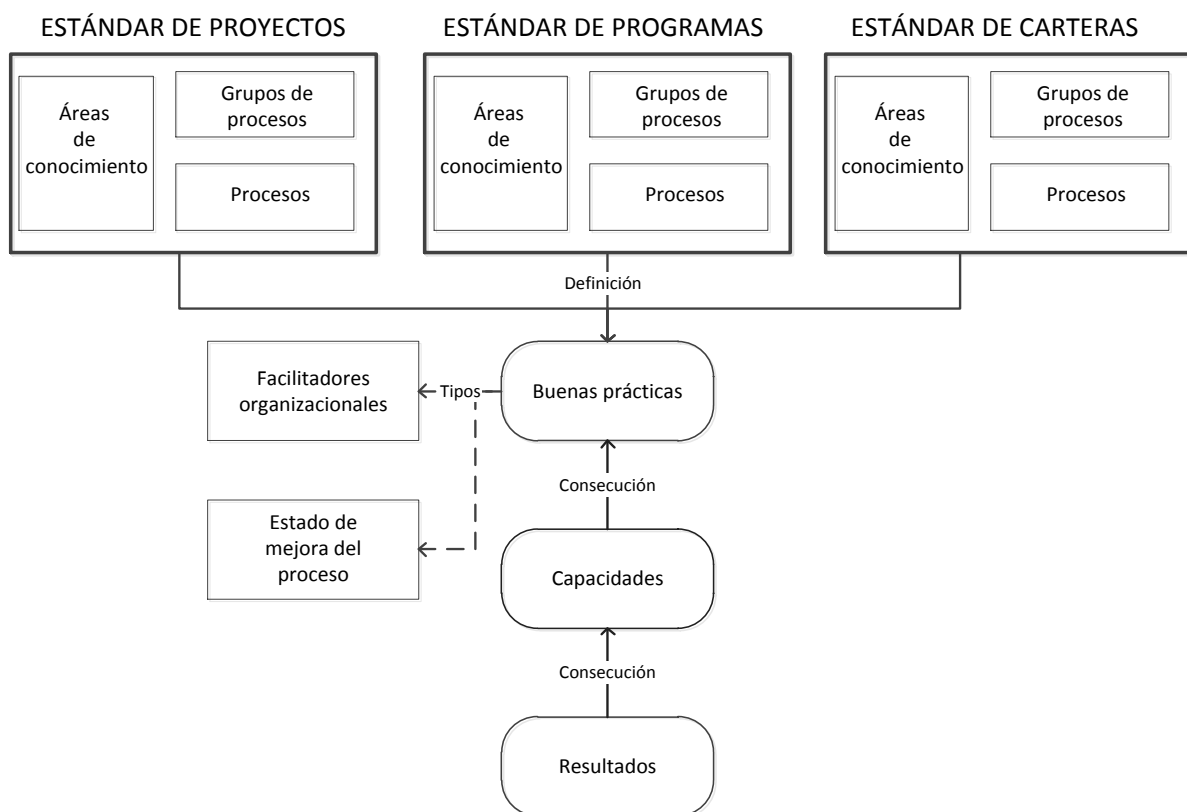 ESTÁNDAR DE PROYECTOS
ESTÁNDAR DE PROGRAMAS
ESTÁNDAR DE CARTERAS
Áreas
de
conocimiento
Grupos de
procesos
Procesos
Áreas
de
conocimiento
Grupos de
procesos
Procesos
Áreas
de
conocimiento
Grupos de
procesos
Procesos
Definición
Facilitadores
organizacionales
Tipos
Buenas prácticas
Consecución
Estado de
mejora del
proceso
Capacidades
Consecución
Resultados